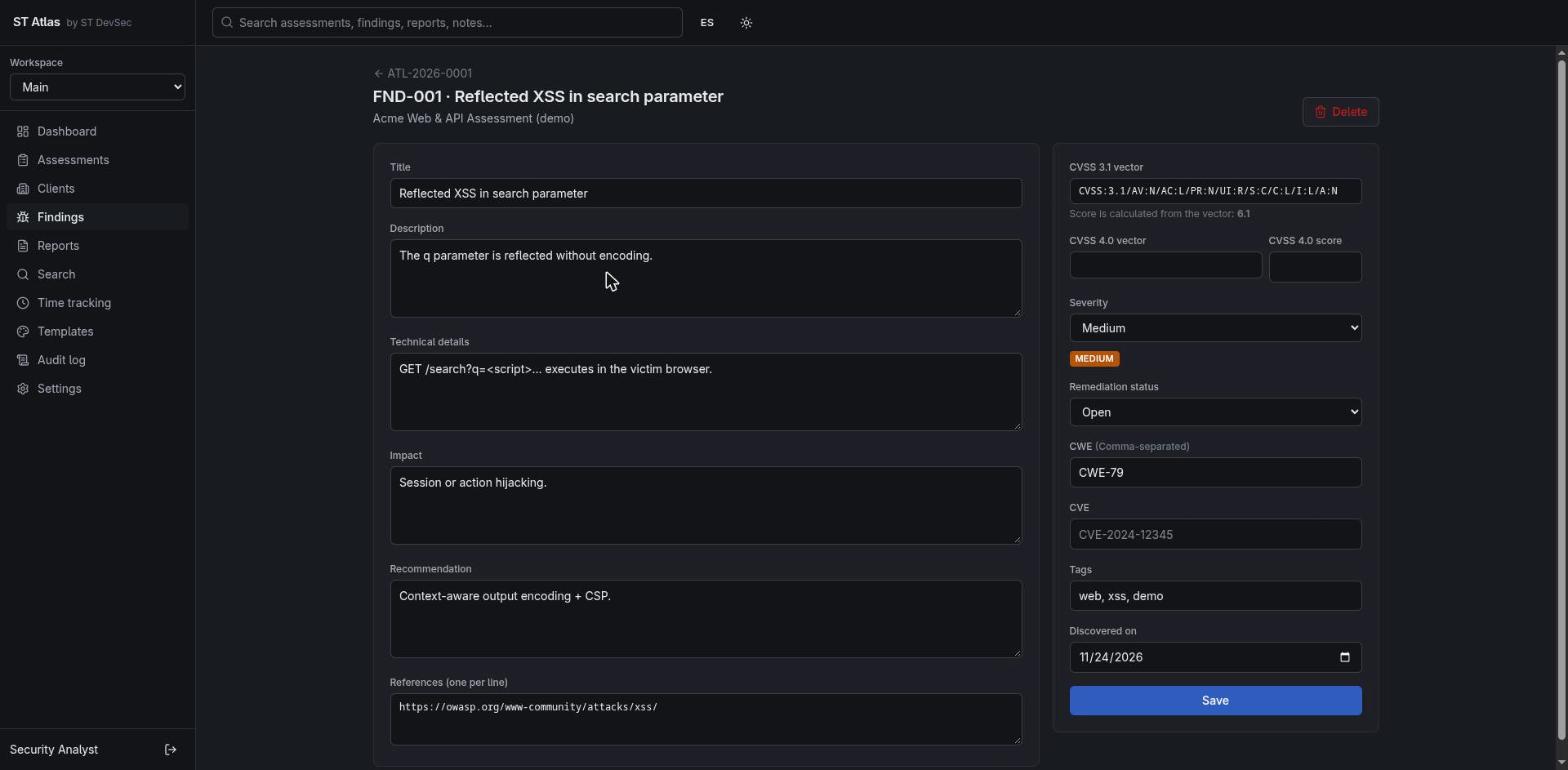 ST Atlas by ST DevSec
Search assessments, findings, reports, notes...
ES
Workspace
Main
Dashboard
Assessments
Clients
Findings
Reports
Search
Time tracking
Templates
Audit log
Settings
Security Analyst
← ATL-2026-0001
FND-001 · Reflected XSS in search parameter
Acme Web & API Assessment (demo)
Delete
Title
Reflected XSS in search parameter
Description
The q parameter is reflected without encoding.
Technical details
GET /search?q=<script>... executes in the victim browser.
Impact
Session or action hijacking.
Recommendation
Context-aware output encoding + CSP.
References (one per line)
https://owasp.org/www-community/attacks/xss/
CVSS 3.1 vector
CVSS:3.1/AV:N/AC:L/PR:N/UI:R/S:C/C:L/I:L/A:N
Score is calculated from the vector: 6.1
CVSS 4.0 vector
CVSS 4.0 score
Severity
Medium
MEDIUM
Remediation status
Open
CWE (Comma-separated)
CWE-79
CVE
CVE-2024-12345
Tags
web, xss, demo
Discovered on
11/24/2026
Save